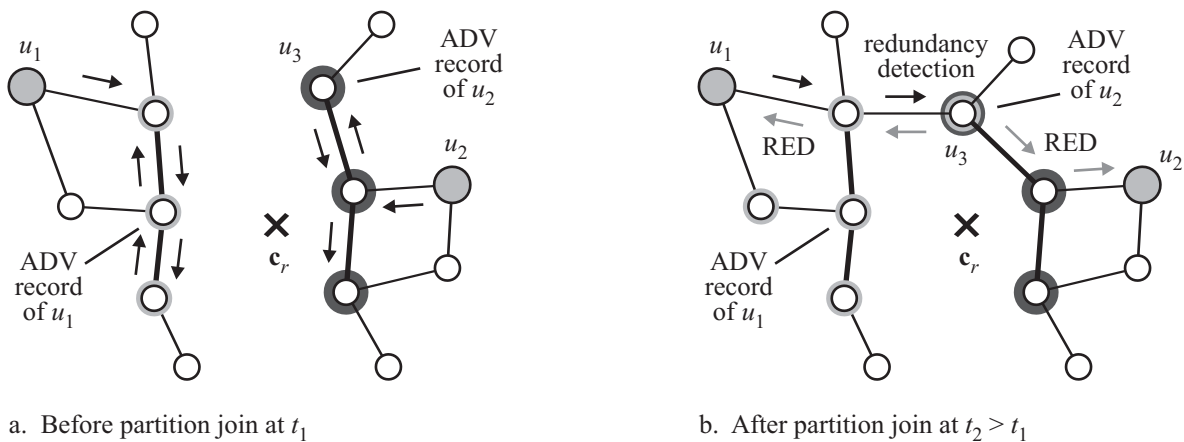 u1
u3
ADV
record
of u2
u2
ADV
record
of u1
cr
a. Before partition join at t1
u1
redundancy
detection
ADV
record
of u2
RED
u3
RED
u2
ADV
record
of u1
cr
b. After partition join at t2 > t1